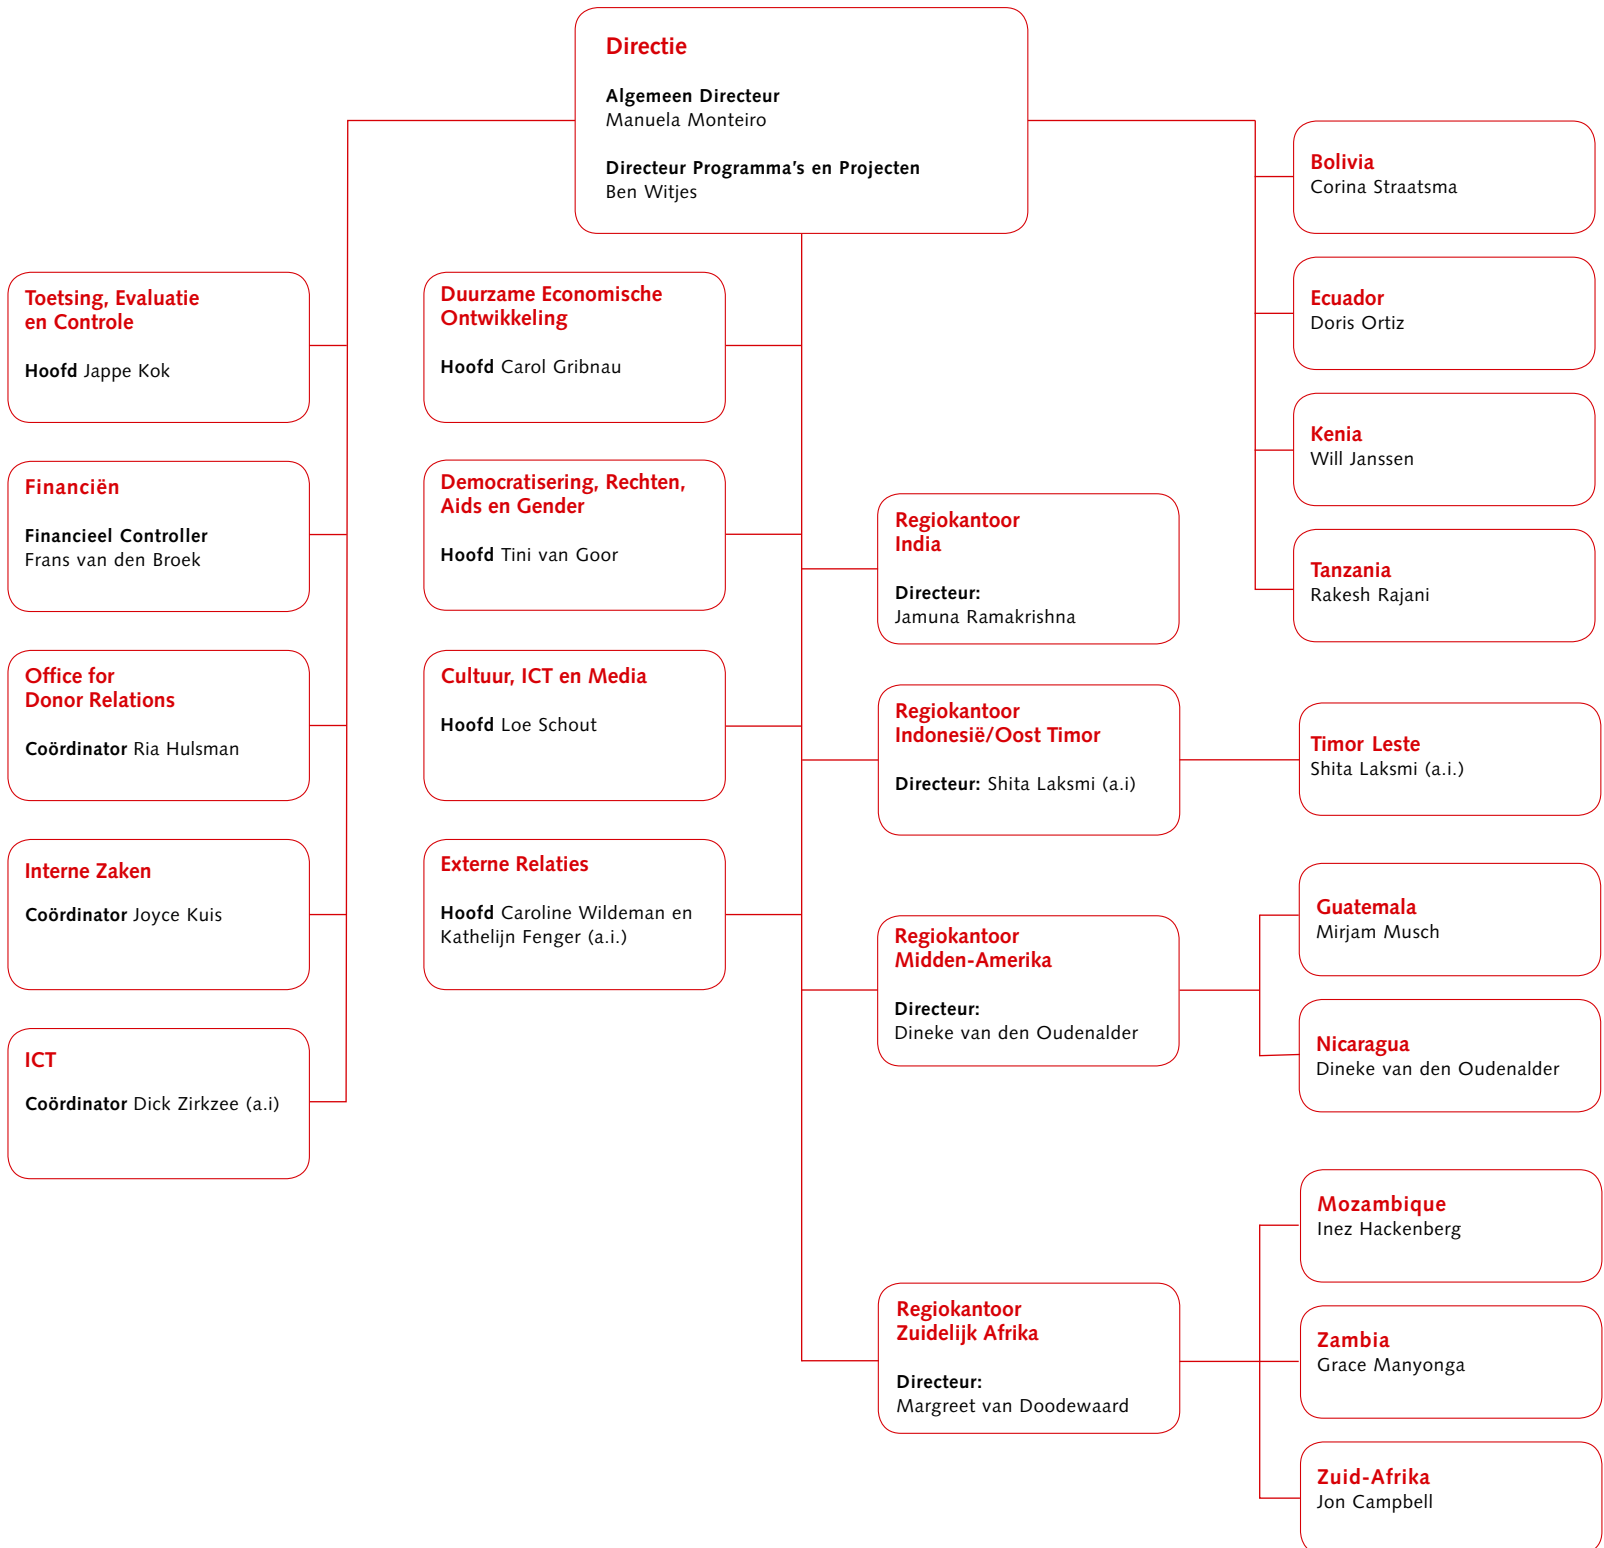 Directie
Algemeen Directeur
Manuela Monteiro
Directeur Programma's en Projecten
Ben Witjes
Toetsing, Evaluatie
en Controle
Hoofd Jappe Kok
Financiën
Financieel Controller
Frans van den Broek
Office for
Donor Relations
Coördinator Ria Hulsman
Interne Zaken
Coördinator Joyce Kuis
ICT
Coördinator Dick Zirkzee (a.i)
Duurzame Economische
Ontwikkeling
Hoofd Carol Gribnau
Democratisering, Rechten,
Aids en Gender
Hoofd Tini van Goor
Cultuur, ICT en Media
Hoofd Loe Schout
Externe Relaties
Hoofd Caroline Wildeman en
Kathelijn Fenger (a.i.)
Regiokantoor
India
Directeur:
Jamuna Ramakrishna
Regiokantoor
Indonesië/Oost Timor
Directeur: Shita Laksmi (a.i)
Regiokantoor
Midden-Amerika
Directeur:
Dineke van den Oudenalder
Regiokantoor
Zuidelijk Afrika
Directeur:
Margreet van Doodewaard
Bolivia
Corina Straatsma
Ecuador
Doris Ortiz
Kenia
Will Janssen
Tanzania
Rakesh Rajani
Timor Leste
Shita Laksmi (a.i.)
Guatemala
Mirjam Musch
Nicaragua
Dineke van den Oudenalder
Mozambique
Inez Hackenberg
Zambia
Grace Manyonga
Zuid-Afrika
Jon Campbell